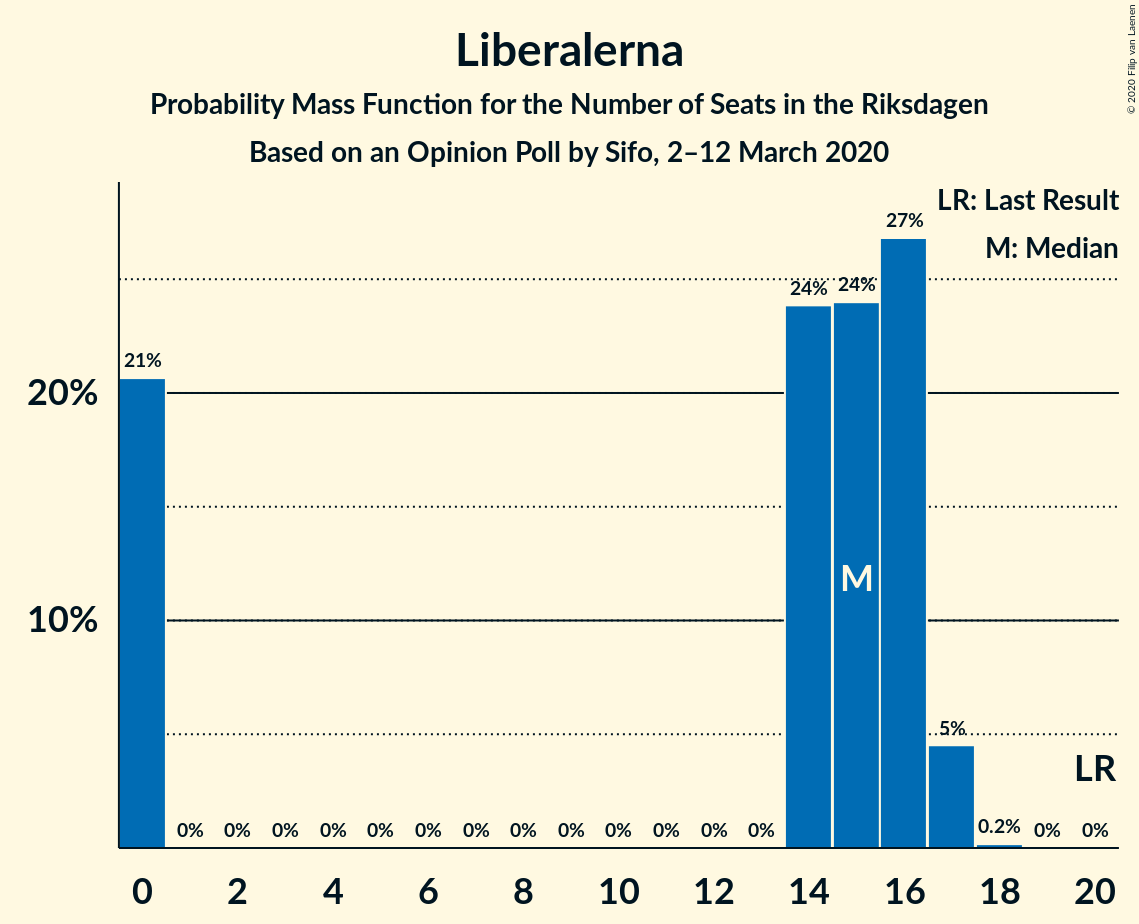 © 2020 Filip van Laenen
Liberalerna
Probability Mass Function for the Number of Seats in the Riksdagen
Based on an Opinion Poll by Sifo, 2–12 March 2020
LR: Last Result
M: Median
27%
24% 24%
21%
20%
M
10%
5%
LR
0% 0% 0% 0% 0% 0% 0% 0% 0% 0% 0% 0% 0% 0.2% 0% 0%
0 2 4 6 8 10 12 14 16 18 20